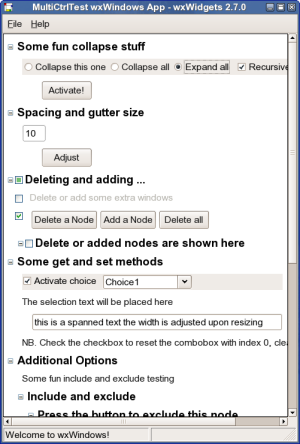 MultiCtrlTest wxWindows App - wxWidgets 2.7.0
File Help
Some fun collapse stuff
Collapse this one Collapse all Expand all Recursive
Activate!
Spacing and gutter size
10
Adjust
Deleting and adding ...
Delete or add some extra windows
Delete a Node Add a Node Delete all
Delete or added nodes are shown here
Some get and set methods
Activate choice Choice1
The selection text will be placed here
this is a spanned text the width is adjusted upon resizing
NB. Check the checkbox to reset the combobox with index 0, clea
Additional Options
Some fun include and exclude testing
Include and exclude
Press the button to exclude this node
Welcome to wxWindows!